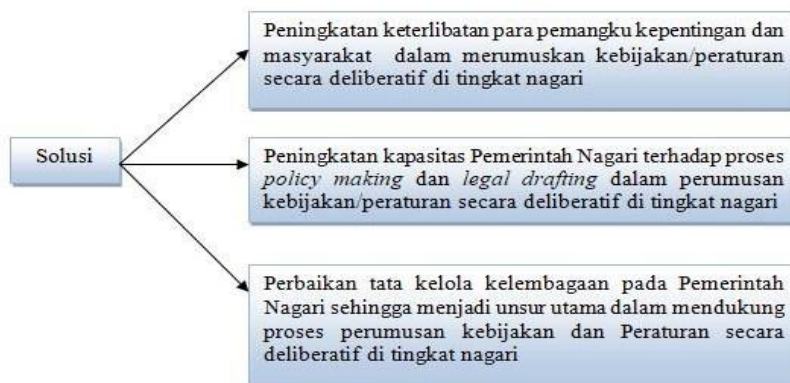 Peningkatan keterlibatan para pemangku kepentingan dan
masyarakat dalam merumuskan kebijakan/peraturan
secara deliberatif di tingkat nagari
Solusi
Peningkatan kapasitas Pemerintah Nagari terhadap proses
policy making dan legal drafting dalam perumusan
kebijakan/peraturan secara deliberatif di tingkat nagari
Perbaikan tata kelola kelembagaan pada Pemerintah
Nagari sehingga menjadi unsur utama dalam mendukung
proses perumusan kebijakan dan Peraturan secara
deliberatif di tingkat nagari